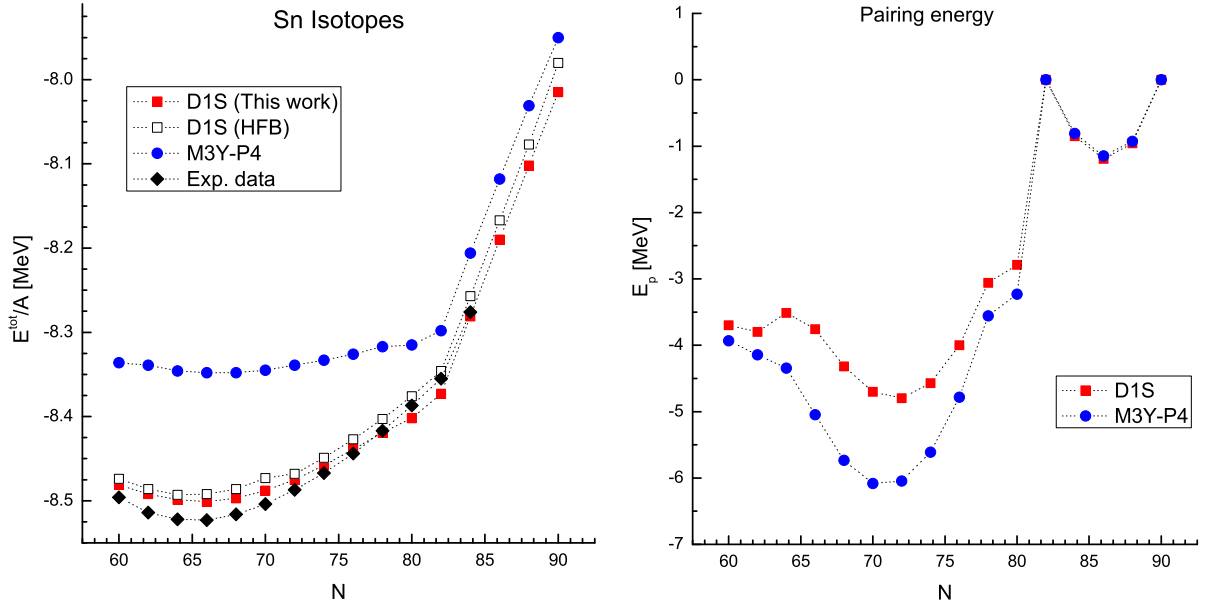 Sn Isotopes
D1S (This work)
D1S (HFB)
M3Y-P4
Exp. data
E^tot/A [MeV]
-8.0
-8.1
-8.2
-8.3
-8.4
-8.5
60 65 70 75 80 85 90
N
Pairing energy
E_p [MeV]
1
0
-1
-2
-3
-4
-5
-6
-7
D1S
M3Y-P4
60 65 70 75 80 85 90
N